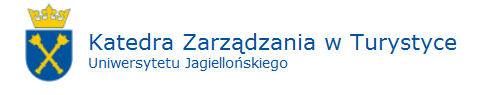 Katedra Zarządzania w Turystyce
Uniwersytetu Jagiellońskiego